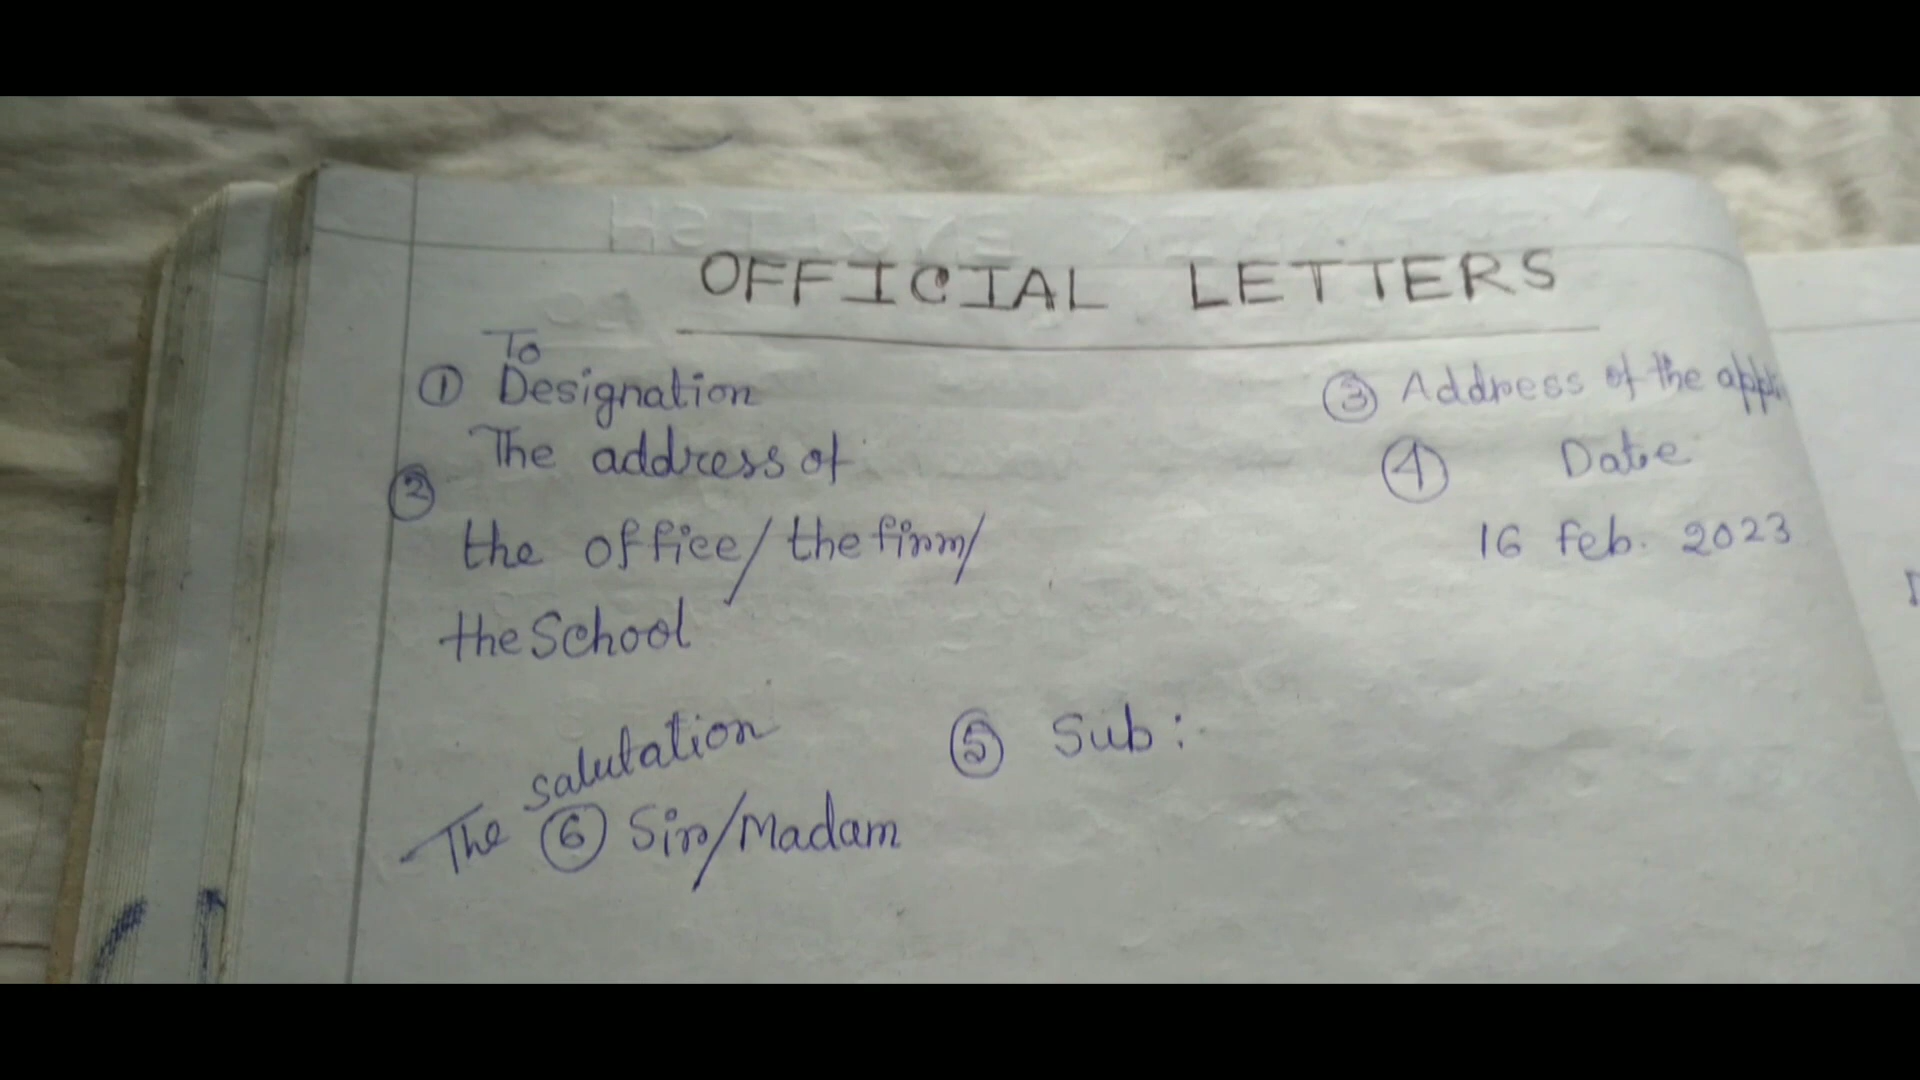 OFFICIAL LETTERS
To
① Designation
② The address of
the office/the firm/
the School
③ Address of the
④ Date
16 Feb. 2023
⑤ Sub:-
The salutation
⑥ Sir/Madam